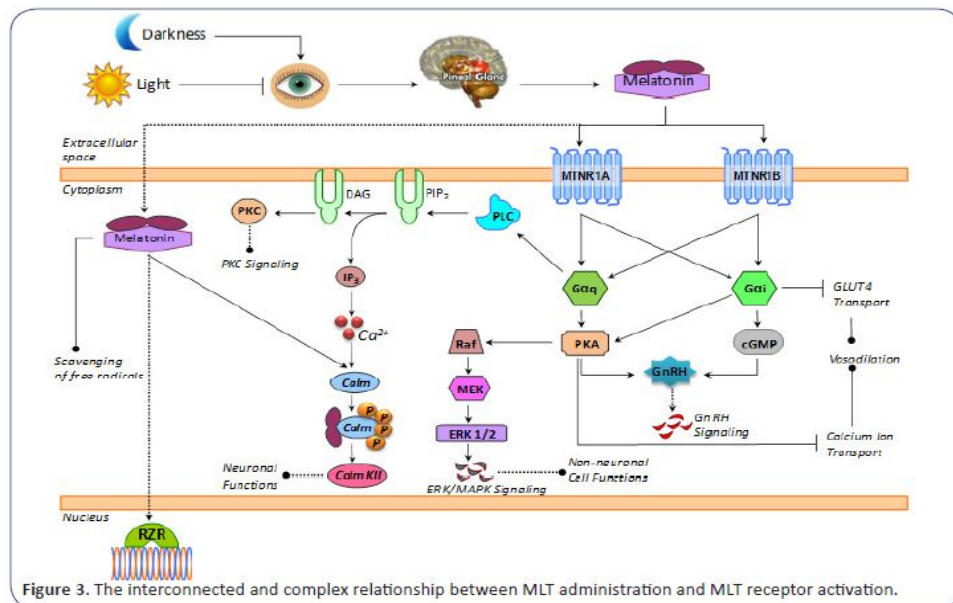 Darkness
Light
Pineal Gland
Melatonin
Extracellular
space
Cytoplasm
MTNR1A
MTNR1B
DAG
PIP2
PKC
PLC
Melatonin
PKC Signaling
IP3
Gαq
Gαi
GLUT4
Transport
Ca2+
Raf
PKA
cGMP
Scavenging
of free radicals
Vasodilation
Calm
MEK
GnRH
P
P
Calm
P
P
ERK 1/2
GnRH
Signaling
Calcium Ion
Transport
Neuronal
Functions
Calm KII
ERK/MAPK Signaling
Non-neuronal
Cell Functions
Nucleus
RZR
Figure 3. The interconnected and complex relationship between MLT administration and MLT receptor activation.